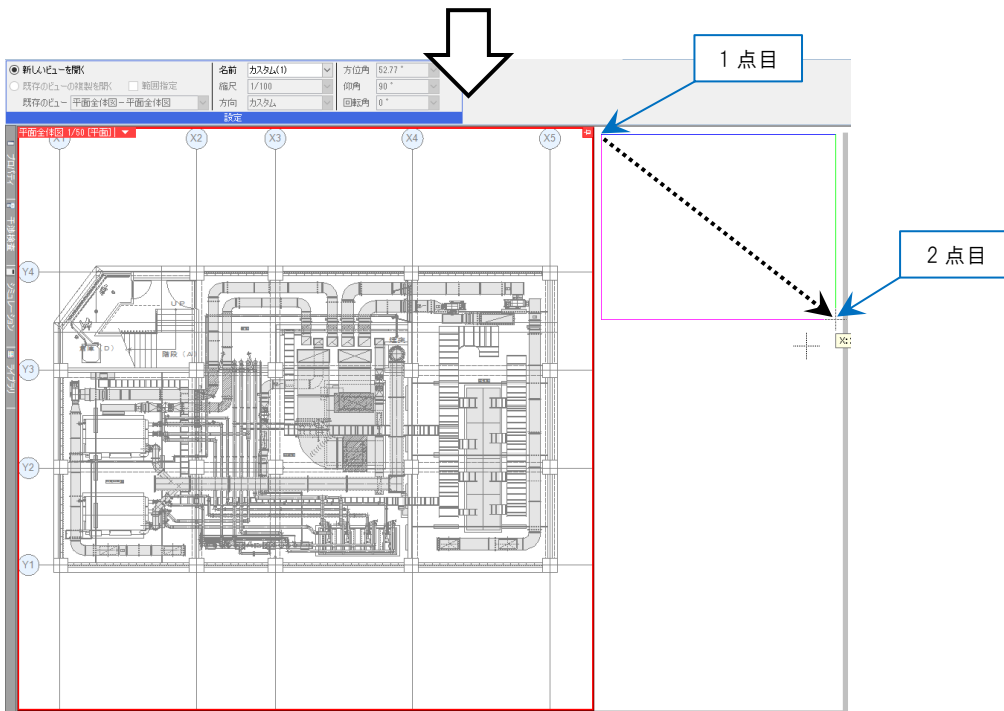 1 点目
新しいビューを開く
名前 カスタム(1)
方位角 52.77 °
既存のビューの複製を開く
範囲指定
縮尺 1/100
仰角 90 °
既存のビュー 平面全体図 - 平面全体図
方向 カスタム
回転角 0 °
設定
平面全体図 1/50 [平面]
X1
X2
X3
X4
X5
プロパティ
干渉検査
シミュレーション
ライブラリ
2 点目
Y4
UP
階段 (A
Y3
X:
Y2
Y1